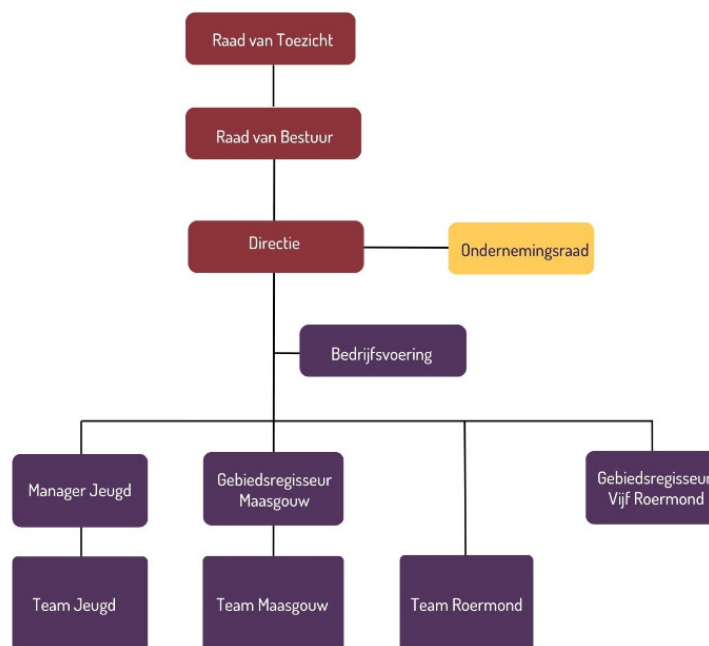 Raad van Toezicht
Raad van Bestuur
Directie
Ondernemingsraad
Bedrijfsvoering
Manager Jeugd
Gebiedsregisseur
Maasgouw
Gebiedsregisseur
Vijf Roermond
Team Jeugd
Team Maasgouw
Team Roermond